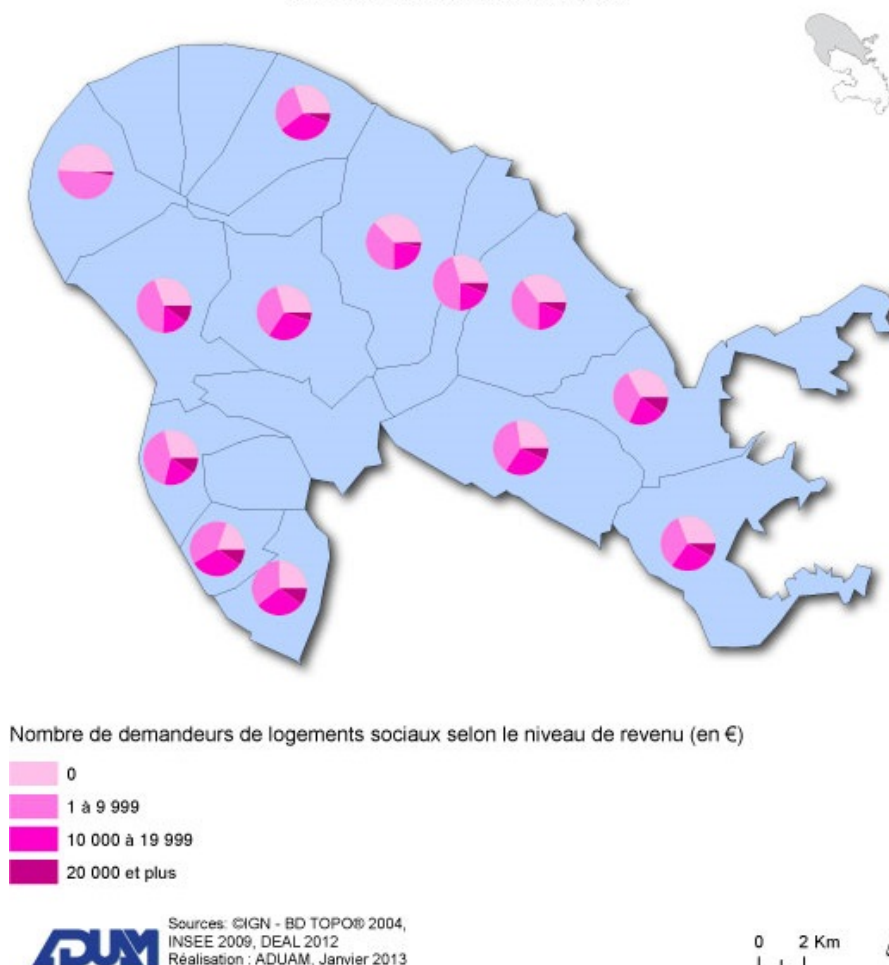 Nombre de demandeurs de logements sociaux selon le niveau de revenu (en €)
0
1 à 9 999
10 000 à 19 999
20 000 et plus
ADUAM
Sources: ©IGN - BD TOPO® 2004,
INSEE 2009, DEAL 2012
Réalisation : ADUAM, Janvier 2013
0 2 Km